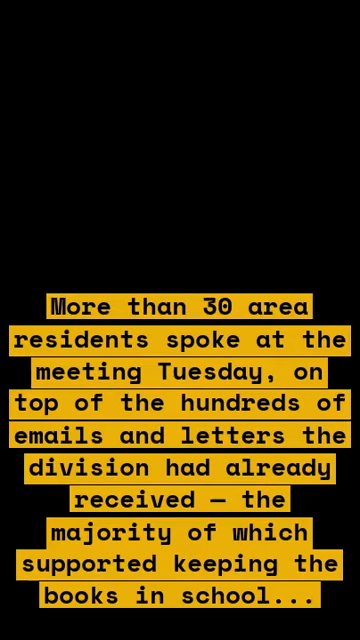 More than 30 area
residents spoke at the
meeting Tuesday, on
top of the hundreds of
emails and letters the
division had already
received — the
majority of which
supported keeping the
books in school...